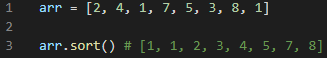 1 arr = [2, 4, 1, 7, 5, 3, 8, 1]
2
3 arr.sort() # [1, 1, 2, 3, 4, 5, 7, 8]